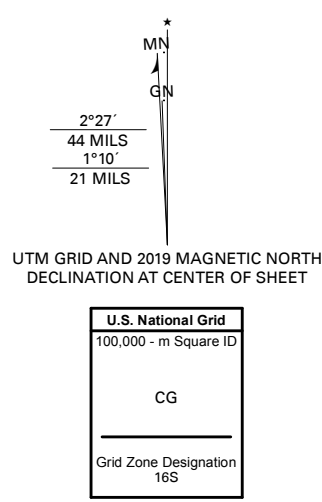 ★
MN
GN
2°27´
44 MILS
1°10´
21 MILS
UTM GRID AND 2019 MAGNETIC NORTH
DECLINATION AT CENTER OF SHEET
U.S. National Grid
100,000 - m Square ID
CG
Grid Zone Designation
16S